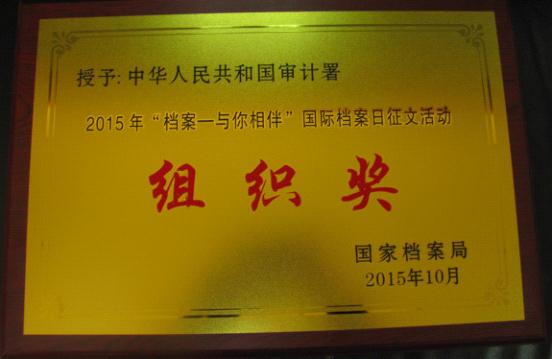 授予:中华人民共和国审计署
2015年“档案—与你相伴”国际档案日征文活动
组织奖
国家档案局
2015年10月